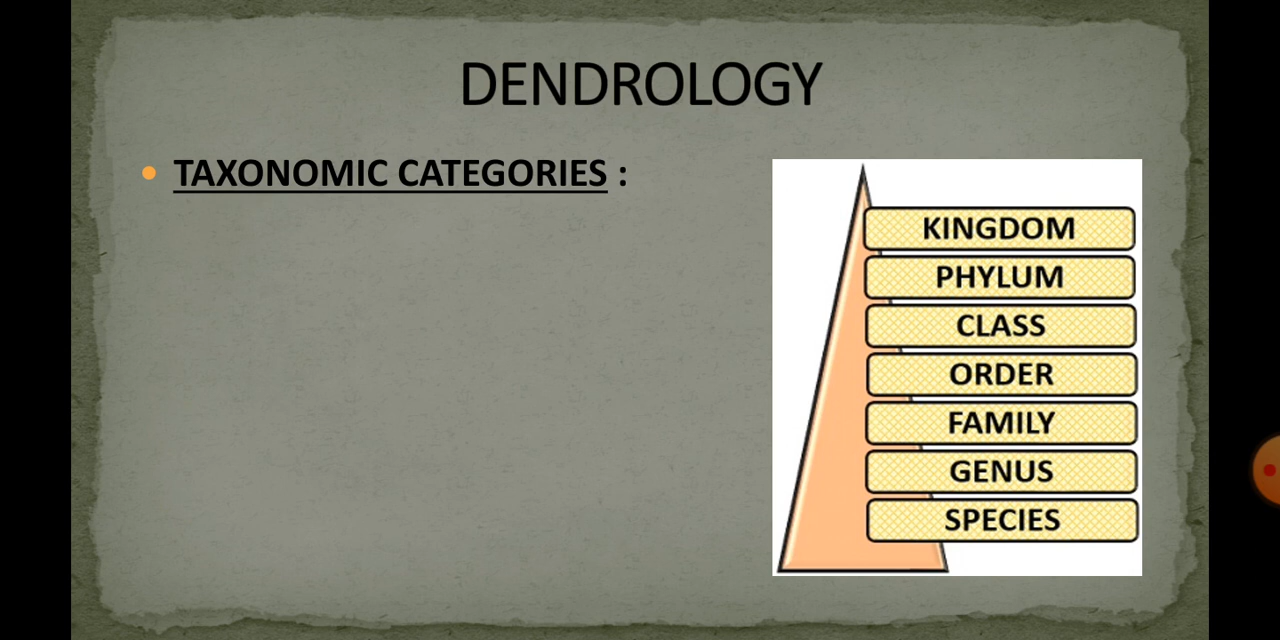 DENDROLOGY
TAXONOMIC CATEGORIES :
KINGDOM
PHYLUM
CLASS
ORDER
FAMILY
GENUS
SPECIES